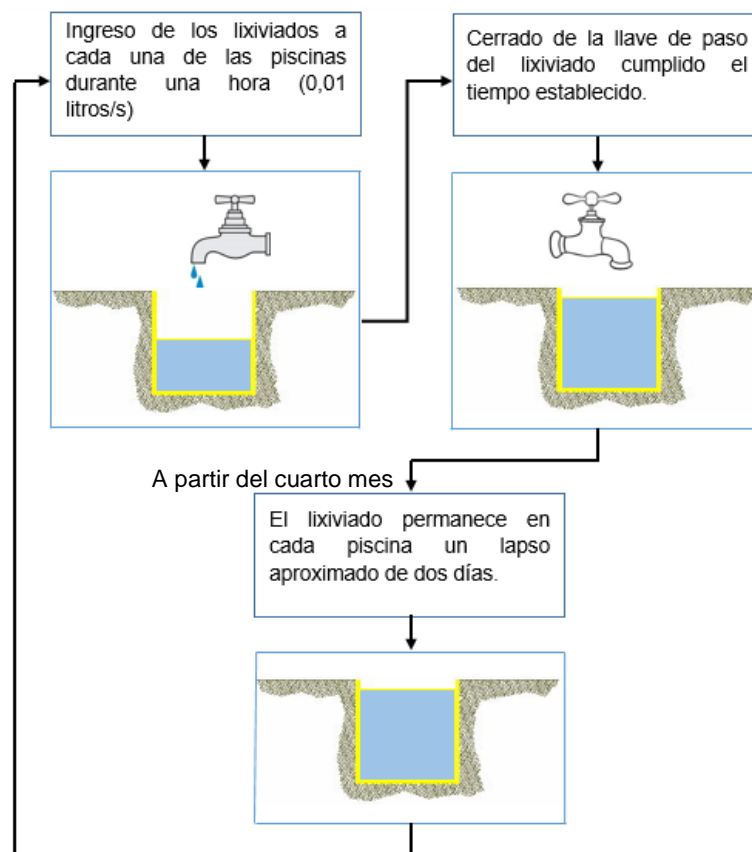 Ingreso de los lixiviados a
cada una de las piscinas
durante una hora (0,01
litros/s)
Cerrado de la llave de paso
del lixiviado cumplido el
tiempo establecido.
A partir del cuarto mes
El lixiviado permanece en
cada piscina un lapso
aproximado de dos días.